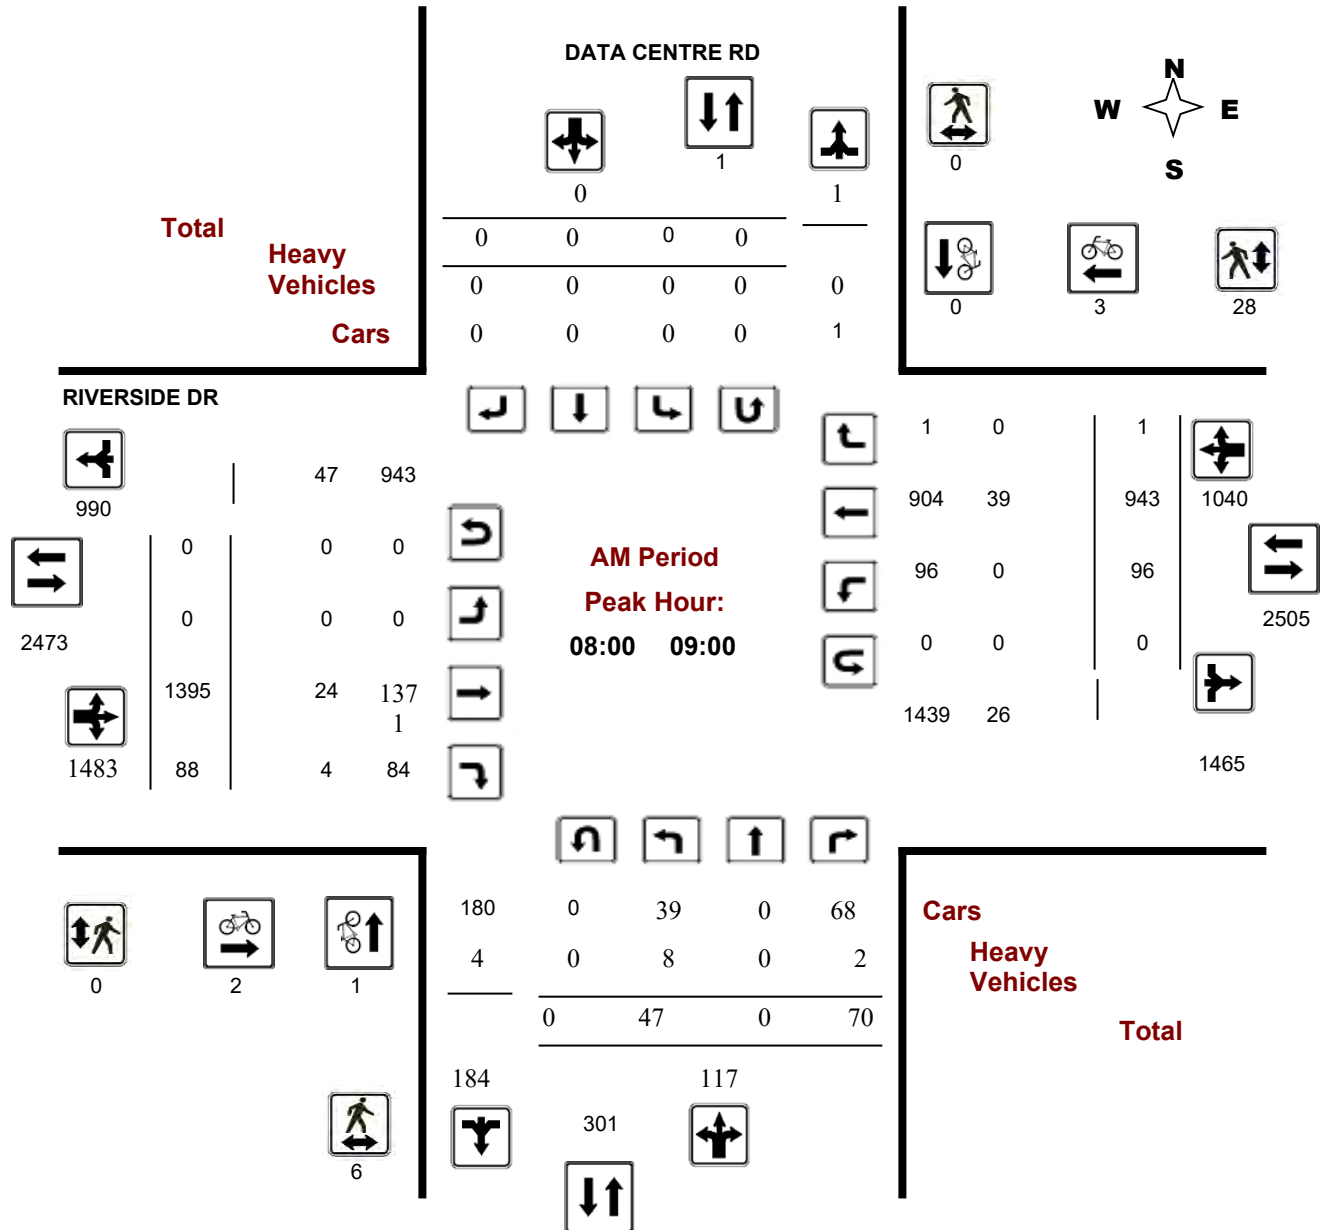 DATA CENTRE RD
N
W E
S
1
0
0 1
Total
0 0 0 0
Heavy
Vehicles
0 0 0 0 0
Cars
0 0 0 0 1
0 3 28
RIVERSIDE DR
1 0 1
47 943
990
904 39 943 1040
0 0 0
AM Period
96 0 96
Peak Hour:
0 0 0
2473
08:00 09:00
0 0 0
2505
1395 24 137
1
1439 26
1483 88 4 84
1465
180 0 39 0 68
Cars
4 0 8 0 2
Heavy
Vehicles
0 2 1
0 47 0 70
Total
184 117
301
6